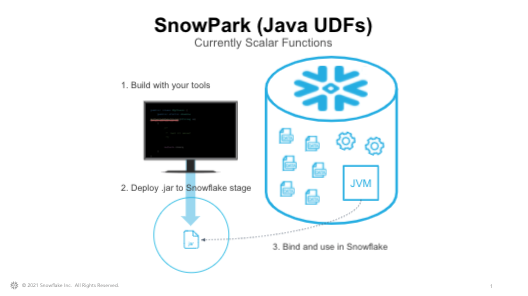 SnowPark (Java UDFs)
Currently Scalar Functions
1. Build with your tools
2. Deploy .jar to Snowflake stage
JVM
3. Bind and use in Snowflake
© 2021 Snowflake Inc. All Rights Reserved.
1